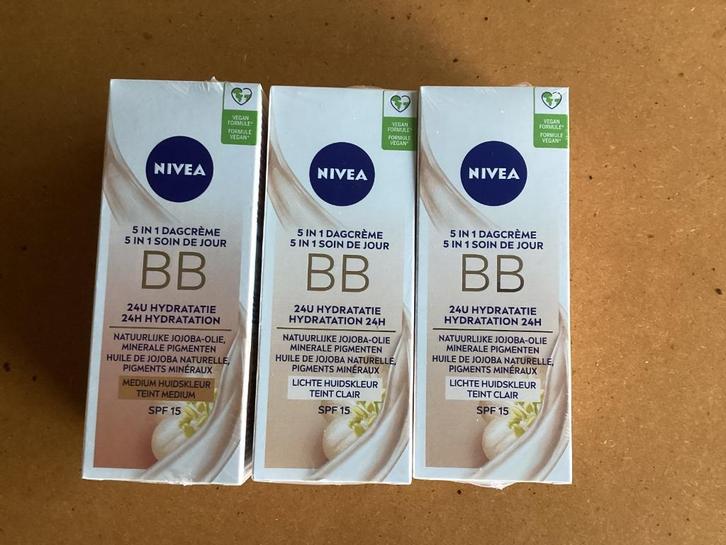 VEGAN
FORMULE*
FORMULE
VEGAN*
NIVEA
5 IN 1 DAGCRÈME
5 IN 1 SOIN DE JOUR
BB
24U HYDRATATIE
24H HYDRATATION
NATUURLIJKE JOJOBA-OLIE,
MINERALE PIGMENTEN
HUILE DE JOJOBA NATURELLE,
PIGMENTS MINÉRAUX
MEDIUM HUIDSKLEUR
TEINT MEDIUM
SPF 15
VEGAN
FORMULE*
FORMULE
VEGAN*
NIVEA
5 IN 1 DAGCRÈME
5 IN 1 SOIN DE JOUR
BB
24U HYDRATATIE
HYDRATATION 24H
NATUURLIJKE JOJOBA-OLIE,
MINERALE PIGMENTEN
HUILE DE JOJOBA NATURELLE,
PIGMENTS MINÉRAUX
LICHTE HUIDSKLEUR
TEINT CLAIR
SPF 15
VEGAN
FORMULE*
FORMULE
VEGAN*
NIVEA
5 IN 1 DAGCRÈME
5 IN 1 SOIN DE JOUR
BB
24U HYDRATATIE
HYDRATATION 24H
NATUURLIJKE JOJOBA-OLIE
MINERALE PIGMENTEN
HUILE DE JOJOBA NATURELLE,
PIGMENTS MINÉRAUX
LICHTE HUIDSKLEUR
TEINT CLAIR
SPF 15